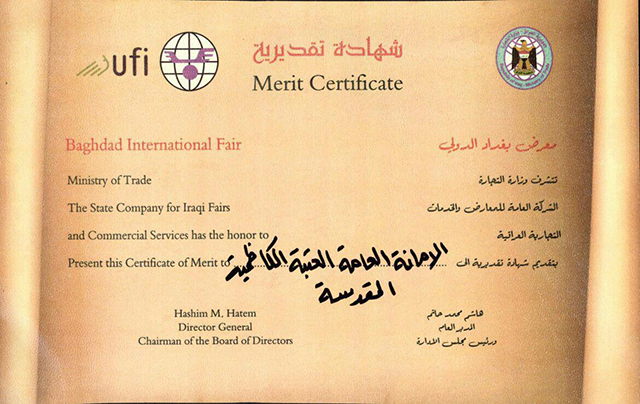 ufi
شهادة تقديرية
Merit Certificate
Baghdad International Fair
معرض بغداد الدولي
Ministry of Trade
تتشرف وزارة التجارة
The State Company for Iraqi Fairs
الشركة العامة للمعارض والخدمات
and Commercial Services has the honor to
التجارية العراقية
Present this Certificate of Merit to
بتقديم شهادة تقديرية الى
الامانة العامة العتبة الكاظمية
المقدسة
Hashim M. Hatem
هاشم محمد حاتم
Director General
المدير العام
Chairman of the Board of Directors
ورئيس مجلس الادارة